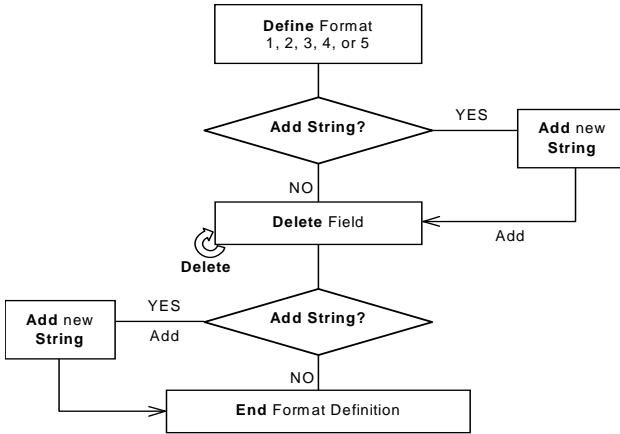 Define Format
1, 2, 3, 4, or 5
Add String?
YES
Add new
String
NO
Delete Field
Add
Delete
Add String?
YES
Add
Add new
String
NO
End Format Definition